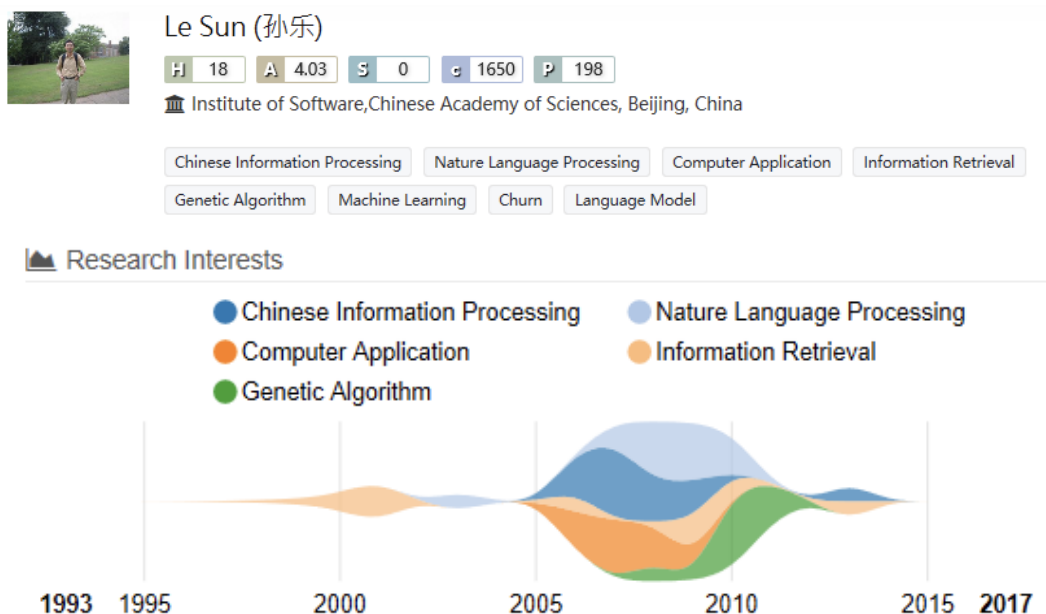 Le Sun (孙乐)
H 18 A 4.03 S 0 c 1650 P 198
Institute of Software,Chinese Academy of Sciences, Beijing, China
Chinese Information Processing Nature Language Processing Computer Application Information Retrieval
Genetic Algorithm Machine Learning Churn Language Model
Research Interests
Chinese Information Processing Nature Language Processing
Computer Application Information Retrieval
Genetic Algorithm
1993 1995 2000 2005 2010 2015 2017